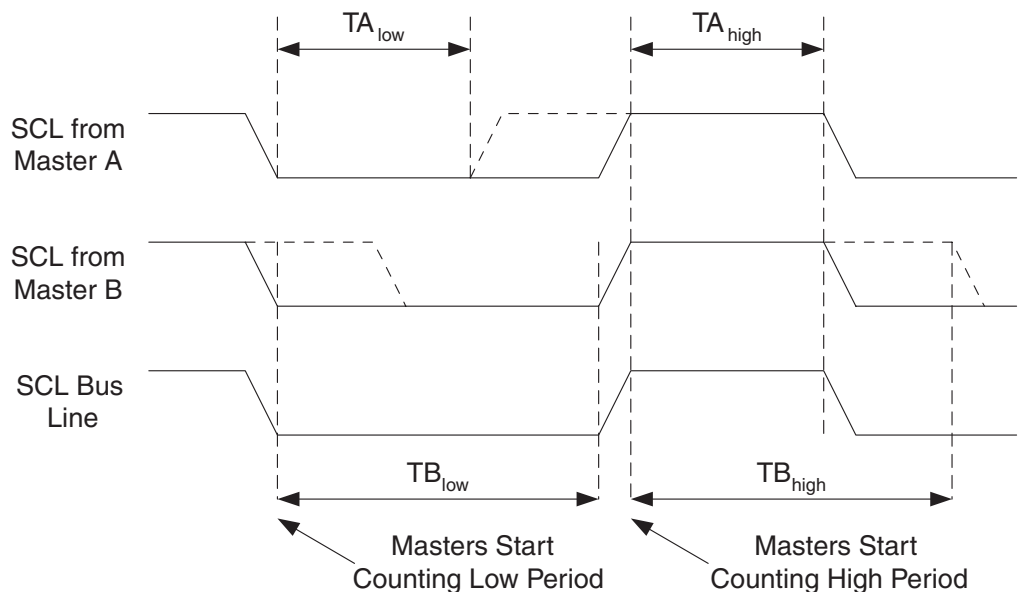 TA low
TA high
SCL from
Master A
SCL from
Master B
SCL Bus
Line
TB low
TB high
Masters Start
Counting Low Period
Masters Start
Counting High Period